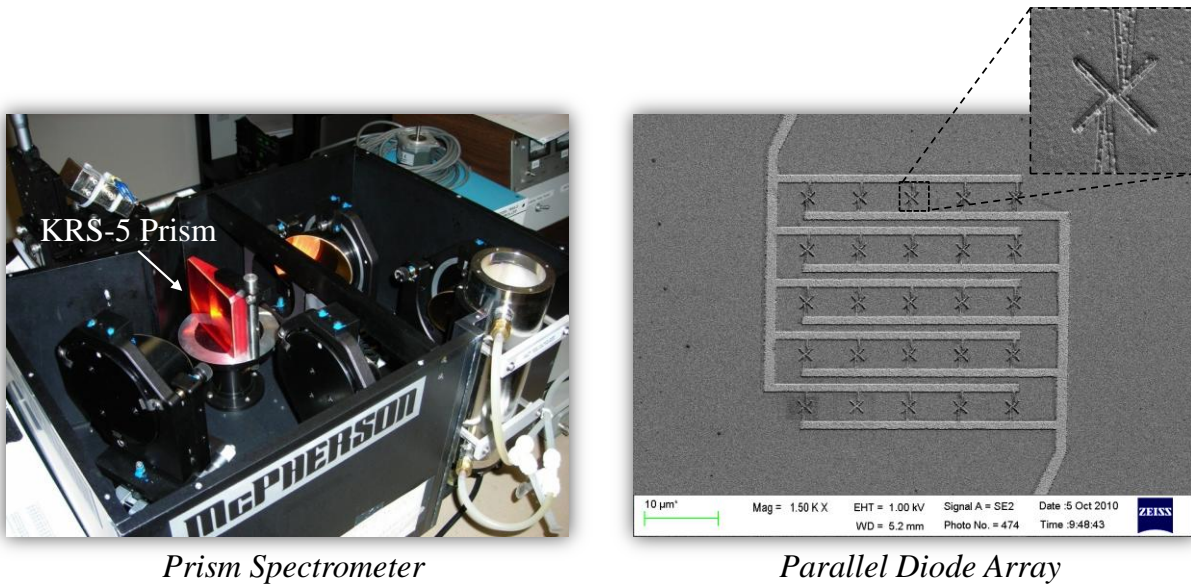 KRS-5 Prism
McPHERSON
10 µm*
Mag = 1.50 K X
EHT = 1.00 kV
Signal A = SE2
Date :5 Oct 2010
WD = 5.2 mm
Photo No. = 474
Time :9:48:43
ZEISS
Prism Spectrometer
Parallel Diode Array